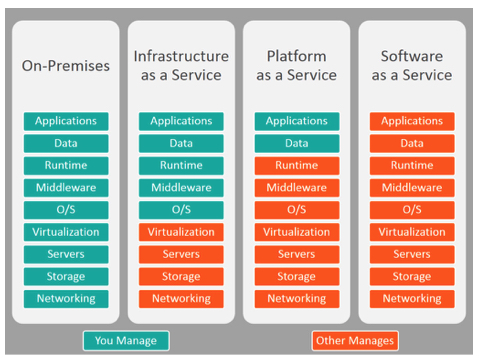 On-Premises
Applications
Data
Runtime
Middleware
O/S
Virtualization
Servers
Storage
Networking
Infrastructure
as a Service
Applications
Data
Runtime
Middleware
O/S
Virtualization
Servers
Storage
Networking
Platform
as a Service
Applications
Data
Runtime
Middleware
O/S
Virtualization
Servers
Storage
Networking
Software
as a Service
Applications
Data
Runtime
Middleware
O/S
Virtualization
Servers
Storage
Networking
You Manage
Other Manages